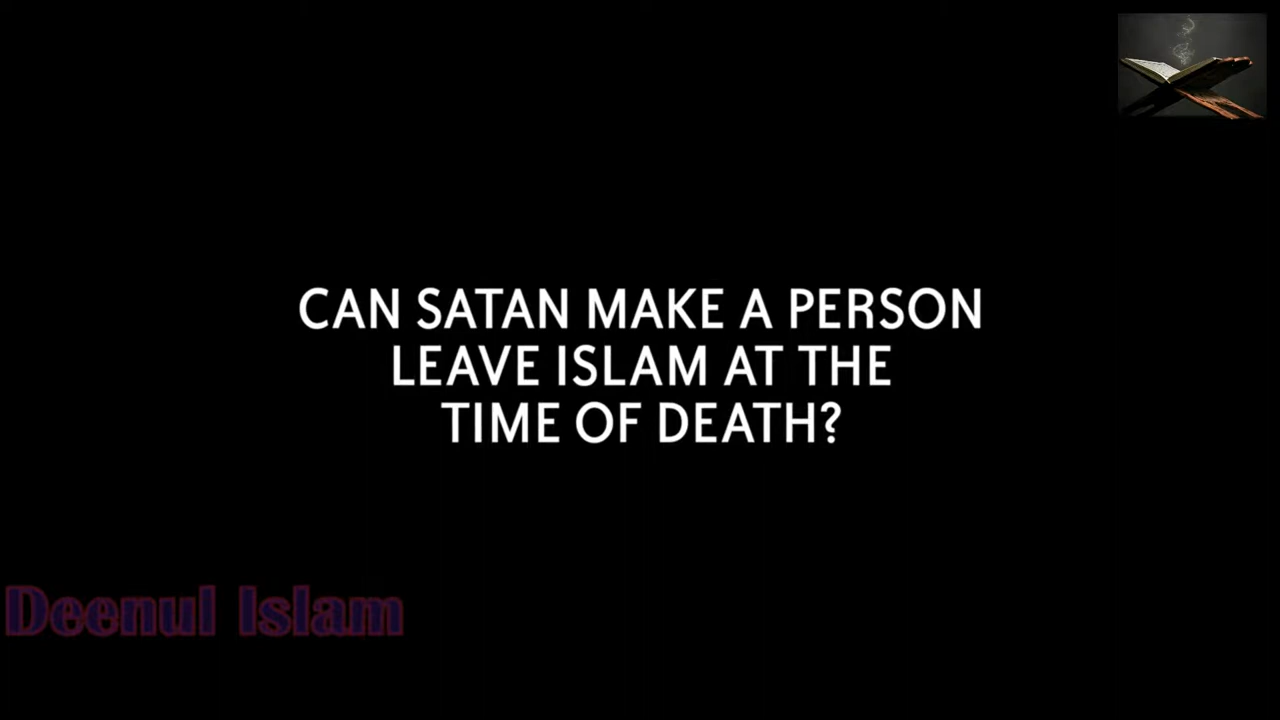 CAN SATAN MAKE A PERSON
LEAVE ISLAM AT THE
TIME OF DEATH?
Deenul Islam